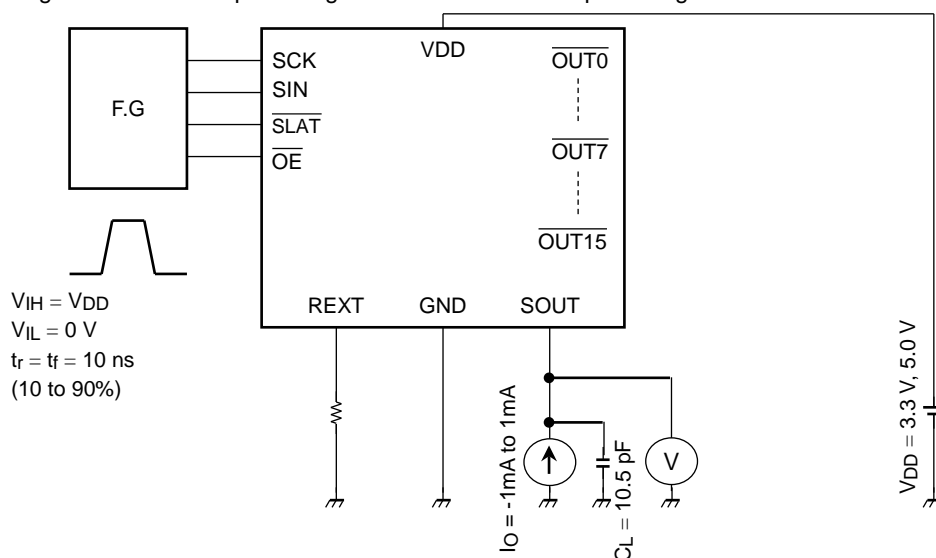 F.G
SCK
SIN
SLAT
OE
VDD
OUT0
OUT7
OUT15
REXT
GND
SOUT
VIH = VDD
VIL = 0 V
tr = tf = 10 ns
(10 to 90%)
IO = -1mA to 1mA
CL = 10.5 pF
V
VDD = 3.3 V, 5.0 V